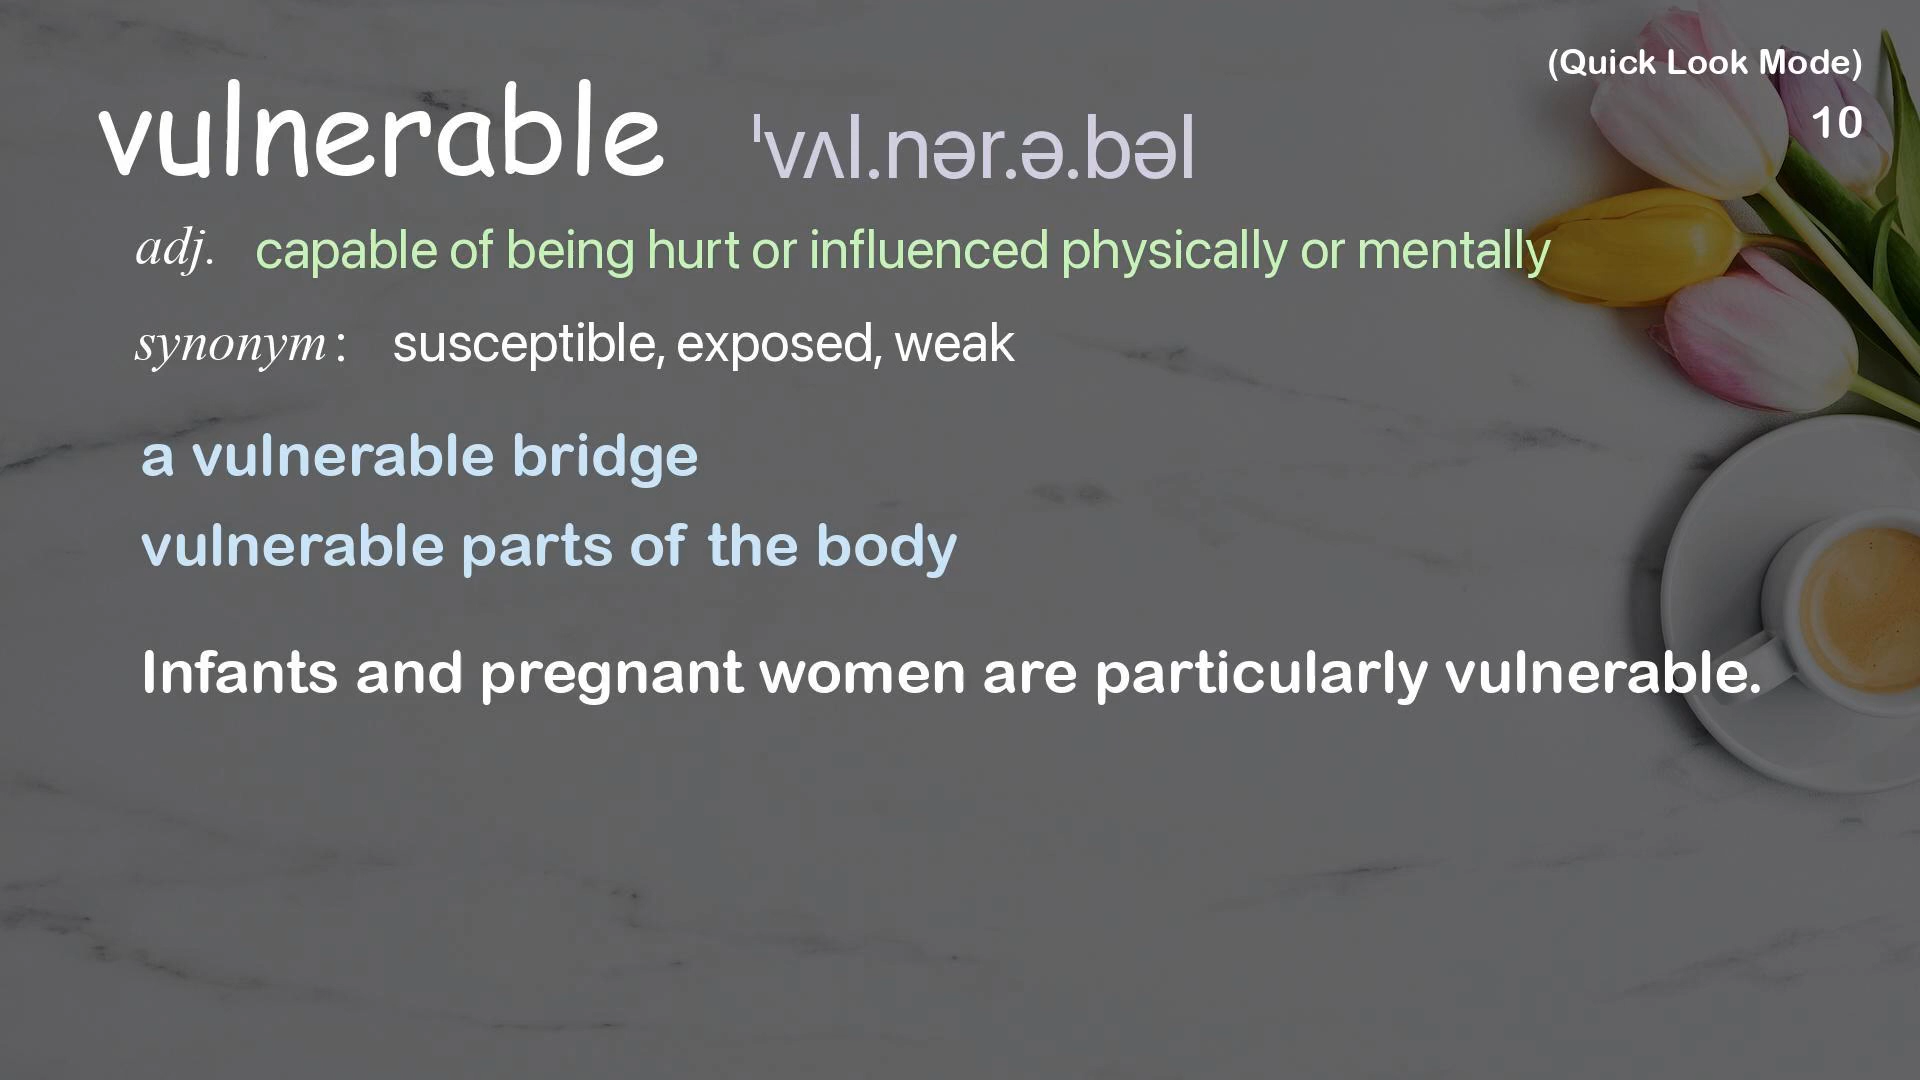 (Quick Look Mode)
10
vulnerable ˈvʌl.nər.ə.bəl
adj. capable of being hurt or influenced physically or mentally
synonym: susceptible, exposed, weak
a vulnerable bridge
vulnerable parts of the body
Infants and pregnant women are particularly vulnerable.